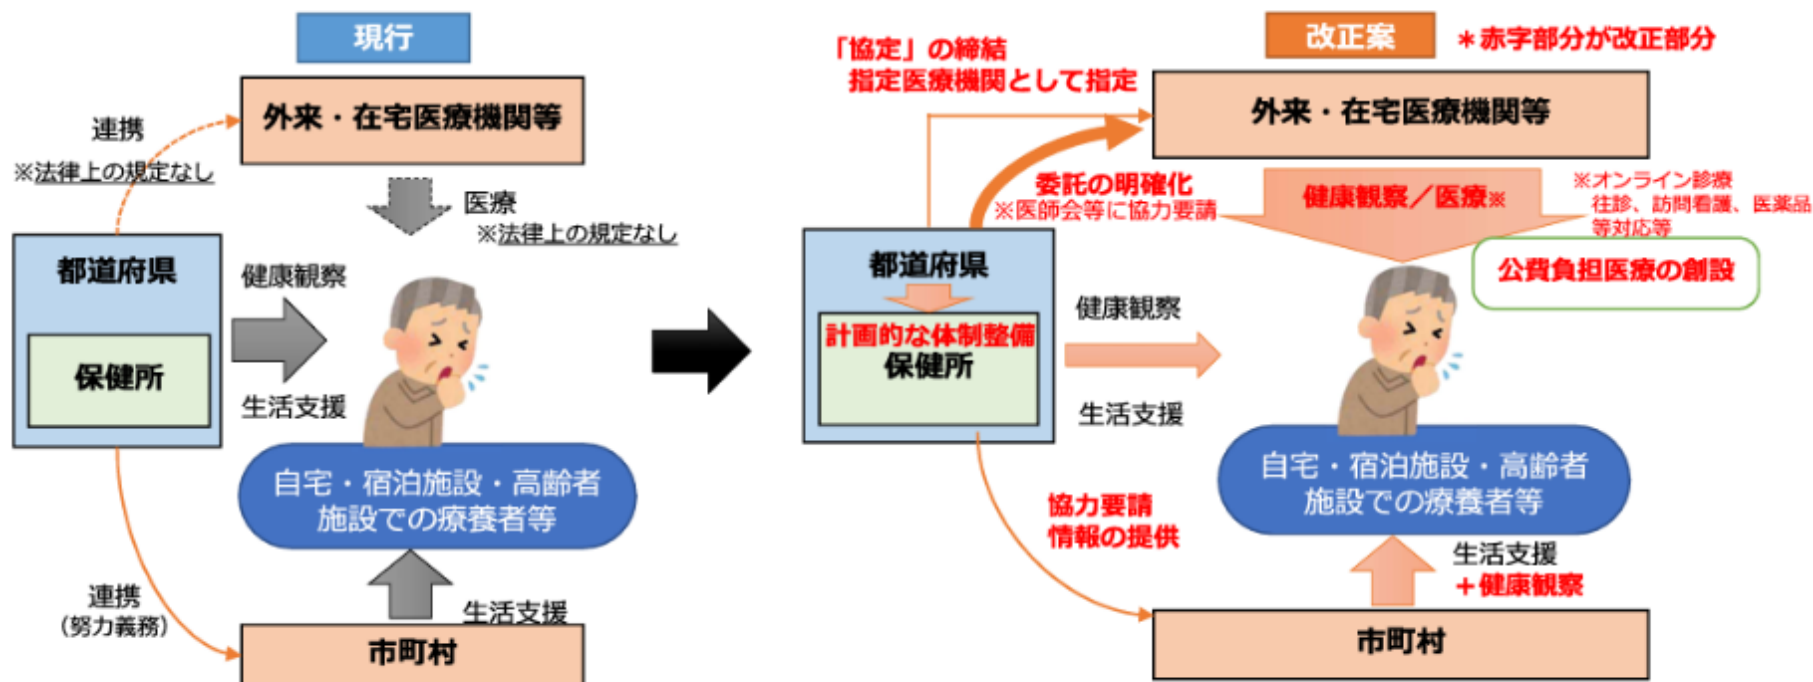 現行
外来・在宅医療機関等
連携
※法律上の規定なし
医療
※法律上の規定なし
都道府県
保健所
健康観察
生活支援
自宅・宿泊施設・高齢者
施設での療養者等
連携
(努力義務)
生活支援
市町村
改正案
＊赤字部分が改正部分
「協定」の締結
指定医療機関として指定
外来・在宅医療機関等
委託の明確化
※医師会等に協力要請
健康観察／医療※
※オンライン診療
往診、訪問看護、医薬品
等対応等
公費負担医療の創設
都道府県
計画的な体制整備
保健所
健康観察
生活支援
自宅・宿泊施設・高齢者
施設での療養者等
協力要請
情報の提供
生活支援
＋健康観察
市町村